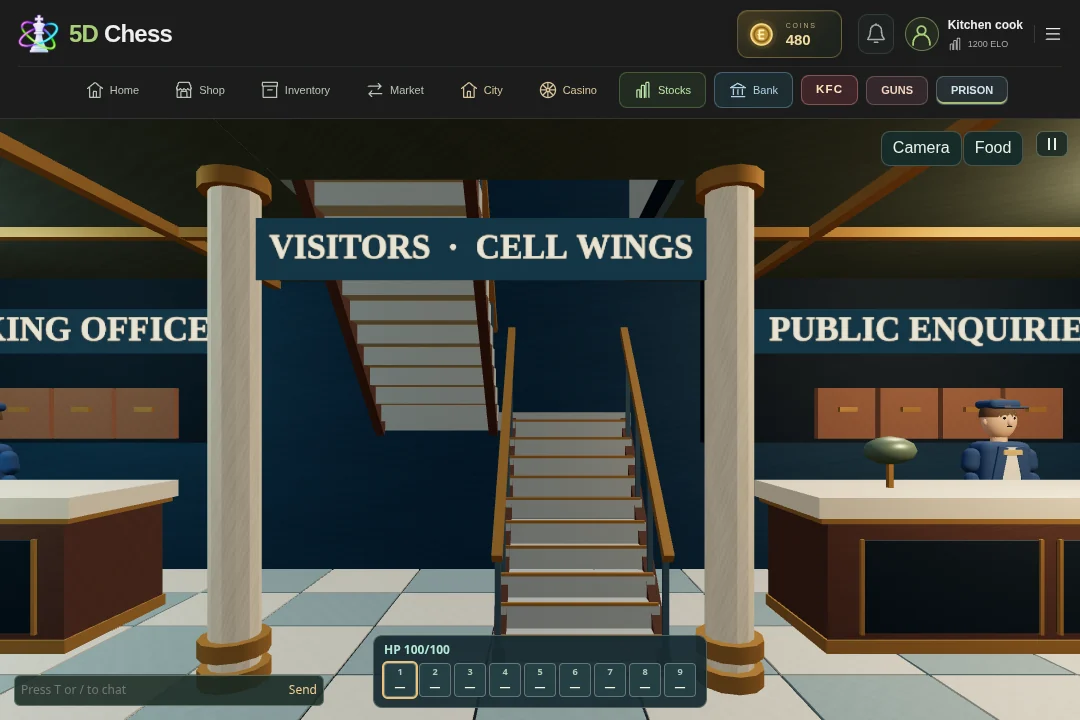 5D Chess
COINS
480
Kitchen cook
1200 ELO
Home
Shop
Inventory
Market
City
Casino
Stocks
Bank
KFC
GUNS
PRISON
Camera
Food
VISITORS · CELL WINGS
KING OFFICE
PUBLIC ENQUIRIE
HP 100/100
1 2 3 4 5 6 7 8 9
— — — — — — — — —
Press T or / to chat
Send